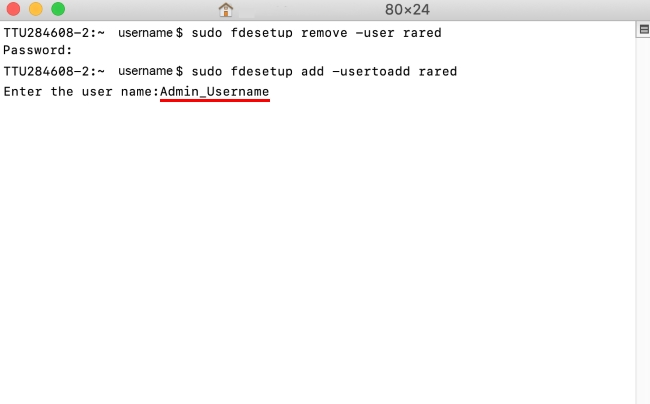 80×24
TTU284608-2:~ username$ sudo fdesetup remove -user rared
Password:
TTU284608-2:~ username$ sudo fdesetup add -usertoadd rared
Enter the user name:Admin_Username